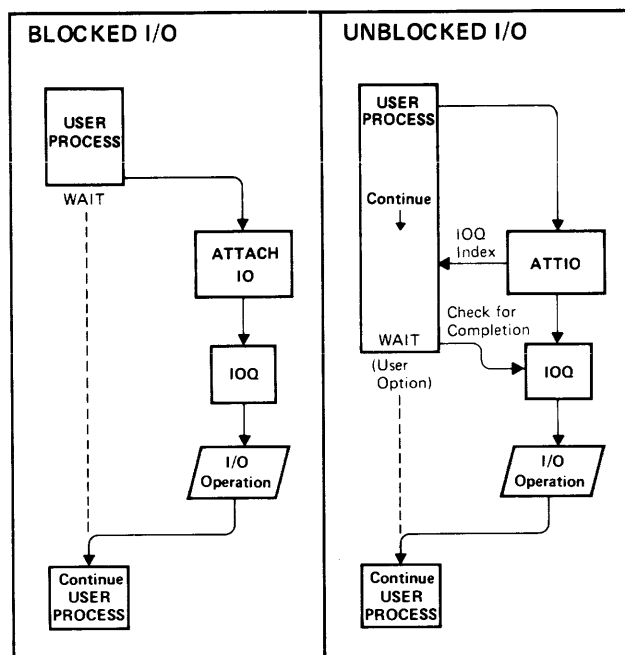 BLOCKED I/O
USER
PROCESS
WAIT
ATTACH
IO
IOQ
I/O
Operation
Continue
USER
PROCESS
UNBLOCKED I/O
USER
PROCESS
Continue
IOQ
Index
ATTIO
Check for
Completion
WAIT
(User
Option)
IOQ
I/O
Operation
Continue
USER
PROCESS